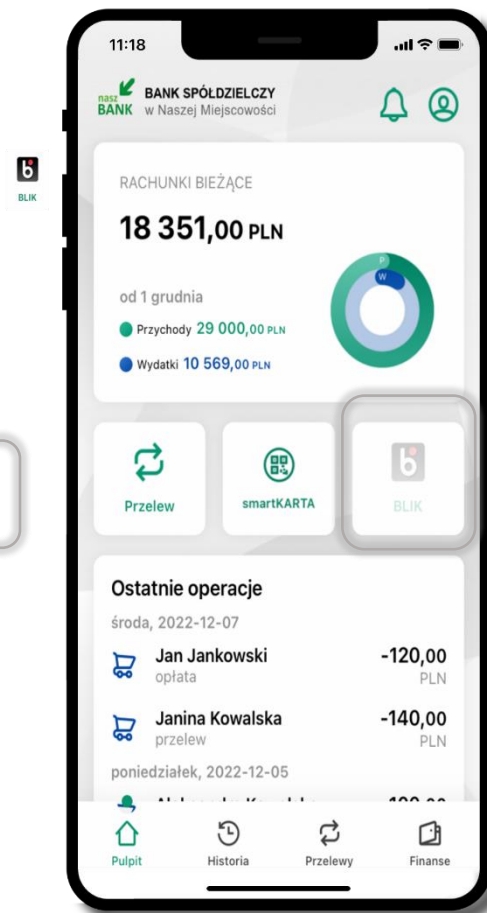 11:18
nasz
BANK
BANK SPÓŁDZIELCZY
w Naszej Miejscowości
BLIK
RACHUNKI BIEŻĄCE
18 351,00 PLN
od 1 grudnia
Przychody 29 000,00 PLN
Wydatki 10 569,00 PLN
P
W
Przelew
smartKARTA
BLIK
Ostatnie operacje
środa, 2022-12-07
Jan Jankowski -120,00
opłata PLN
Janina Kowalska -140,00
przelew PLN
poniedziałek, 2022-12-05
Pulpit
Historia
Przelewy
Finanse